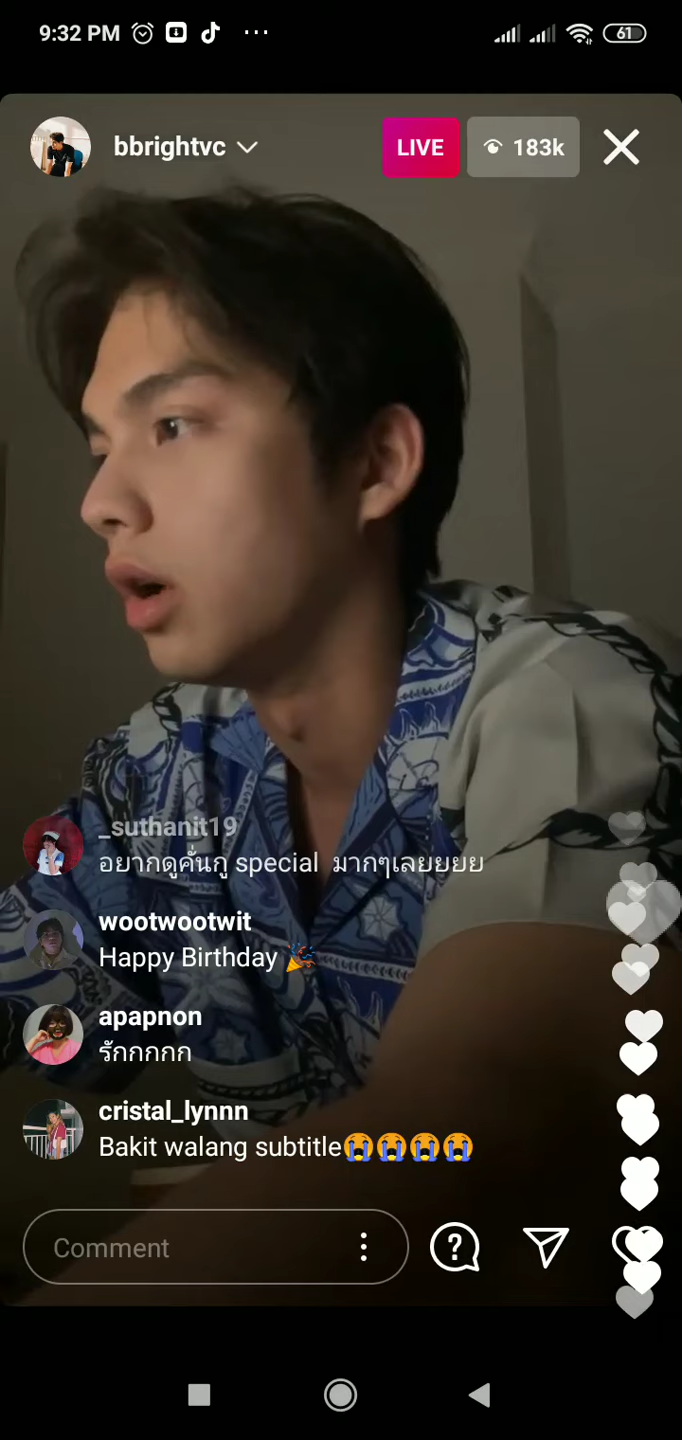 9:32 PM
61
bbrightvc
LIVE
183k
_suthanit19
อยากดูคั่นกู special มากๆเลยยยย
wootwootwit
Happy Birthday 🎉
apapnon
รักกกกก
cristal_lynnn
Bakit walang subtitle😭😭😭😭
Comment